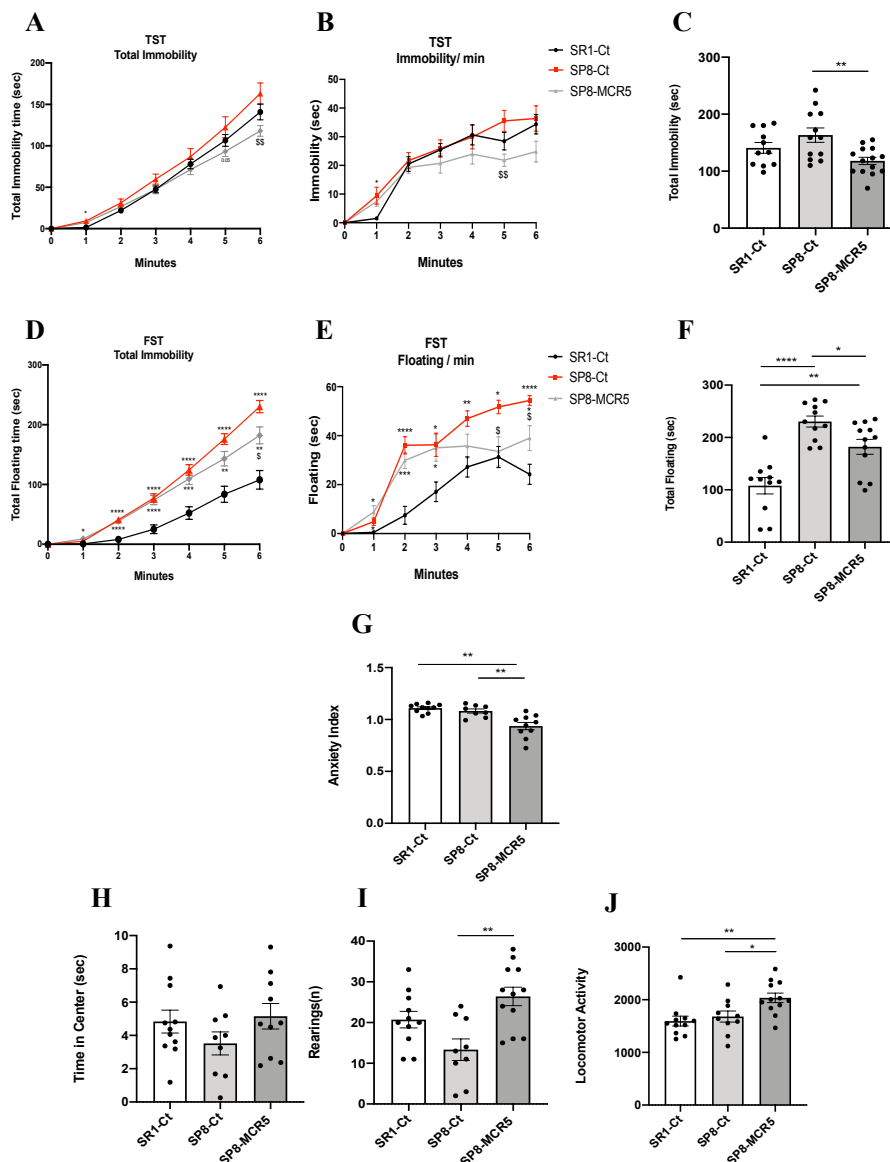 A
TST
Total Immobility
Total Immobility time (sec)
200
150
100
50
0
*
0.05
$$
0 1 2 3 4 5 6
Minutes
B
TST
Immobility/ min
Immobility (sec)
60
40
30
20
10
0
*
$$
0 1 2 3 4 5 6
Minutes
SR1-Ct
SP8-Ct
SP8-MCR5
C
Total Immobility (sec)
300
200
100
0
**
SR1-Ct
SP8-Ct
SP8-MCR5
D
FST
Total Immobility
Total Floating time (sec)
300
200
100
0
*
****
****
****
****
****
***
****
**
****
**
$
0 1 2 3 4 5 6
Minutes
E
FST
Floating / min
Floating (sec)
60
40
20
0
*
*
****
***
*
*
**
*
$
****
*
$
0 1 2 3 4 5 6
Minutes
SR1-Ct
SP8-Ct
SP8-MCR5
F
Total Floating (sec)
300
200
100
0
****
*
**
SR1-Ct
SP8-Ct
SP8-MCR5
G
Anxiety Index
1.5
1.0
0.5
0.0
**
**
SR1-Ct
SP8-Ct
SP8-MCR5
H
Time in Center (sec)
10
8
6
4
2
0
SR1-Ct
SP8-Ct
SP8-MCR5
I
Rearings(n)
40
30
20
10
0
**
SR1-Ct
SP8-Ct
SP8-MCR5
J
Locomotor Activity
3000
2000
1000
0
**
*
SR1-Ct
SP8-Ct
SP8-MCR5